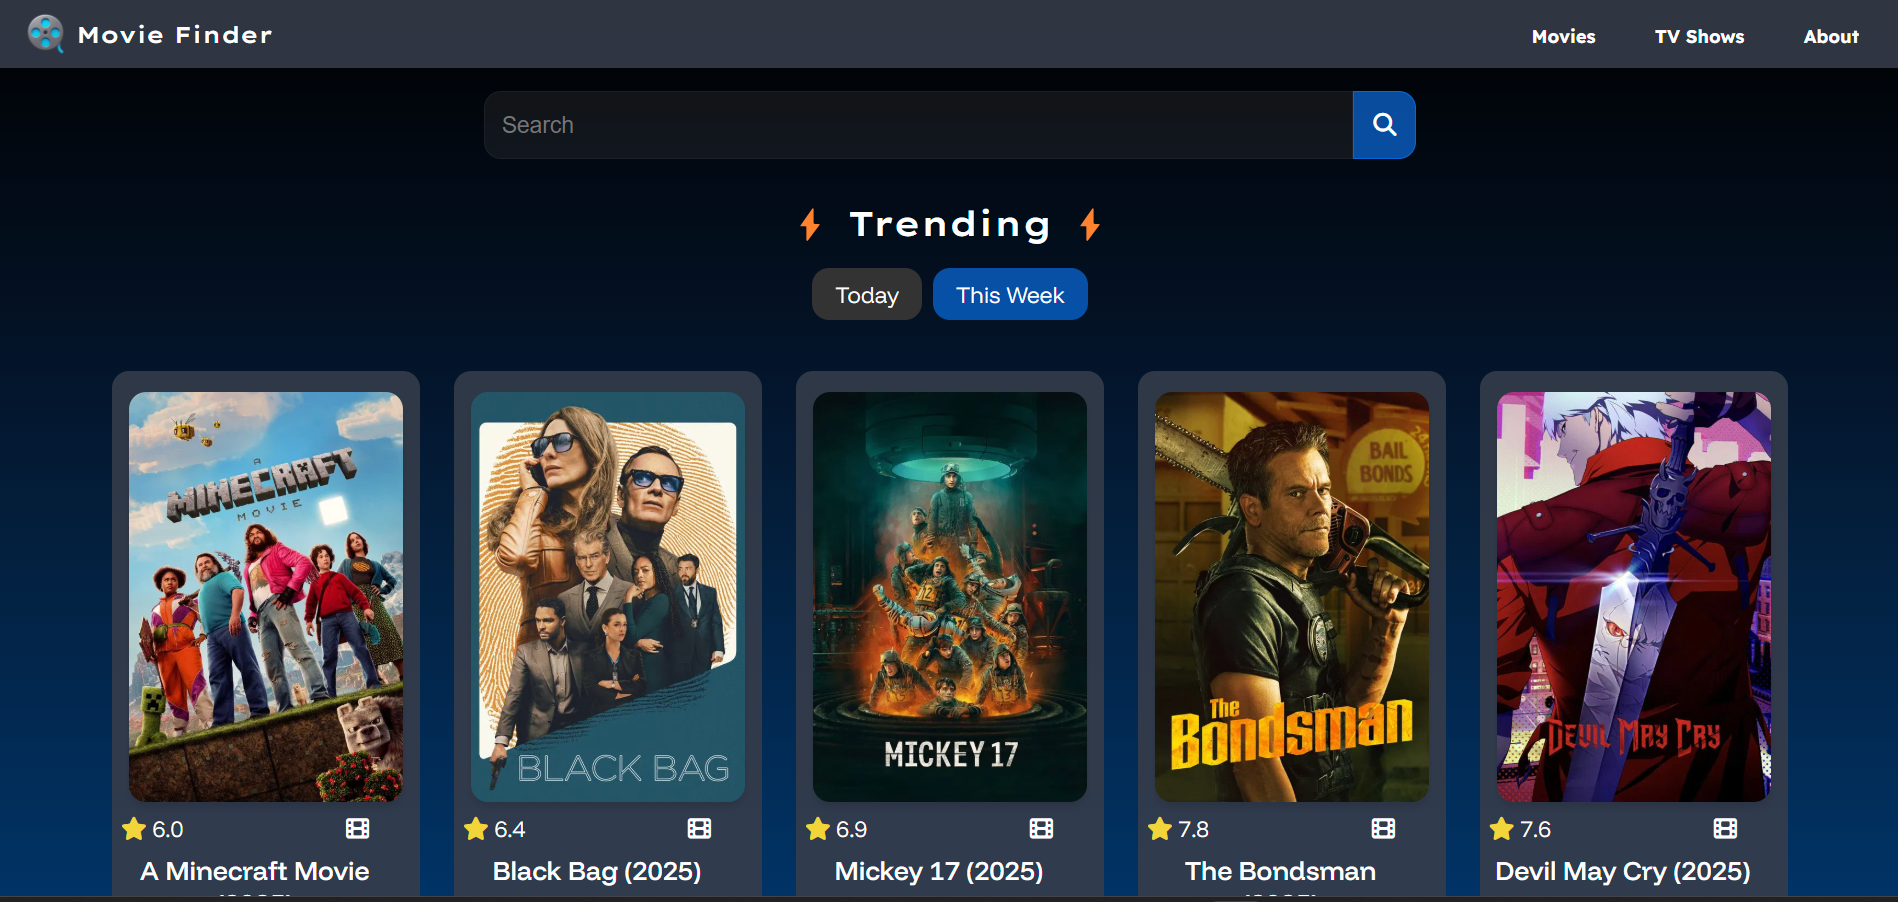 Movie Finder
Movies
TV Shows
About
Search
Trending
Today
This Week
A
MINECRAFT
MOVIE
BLACK BAG
MICKEY 17
BAIL
BONDS
The
Bondsman
DEVIL MAY CRY
6.0
6.4
6.9
7.8
7.6
A Minecraft Movie
Black Bag (2025)
Mickey 17 (2025)
The Bondsman
Devil May Cry (2025)